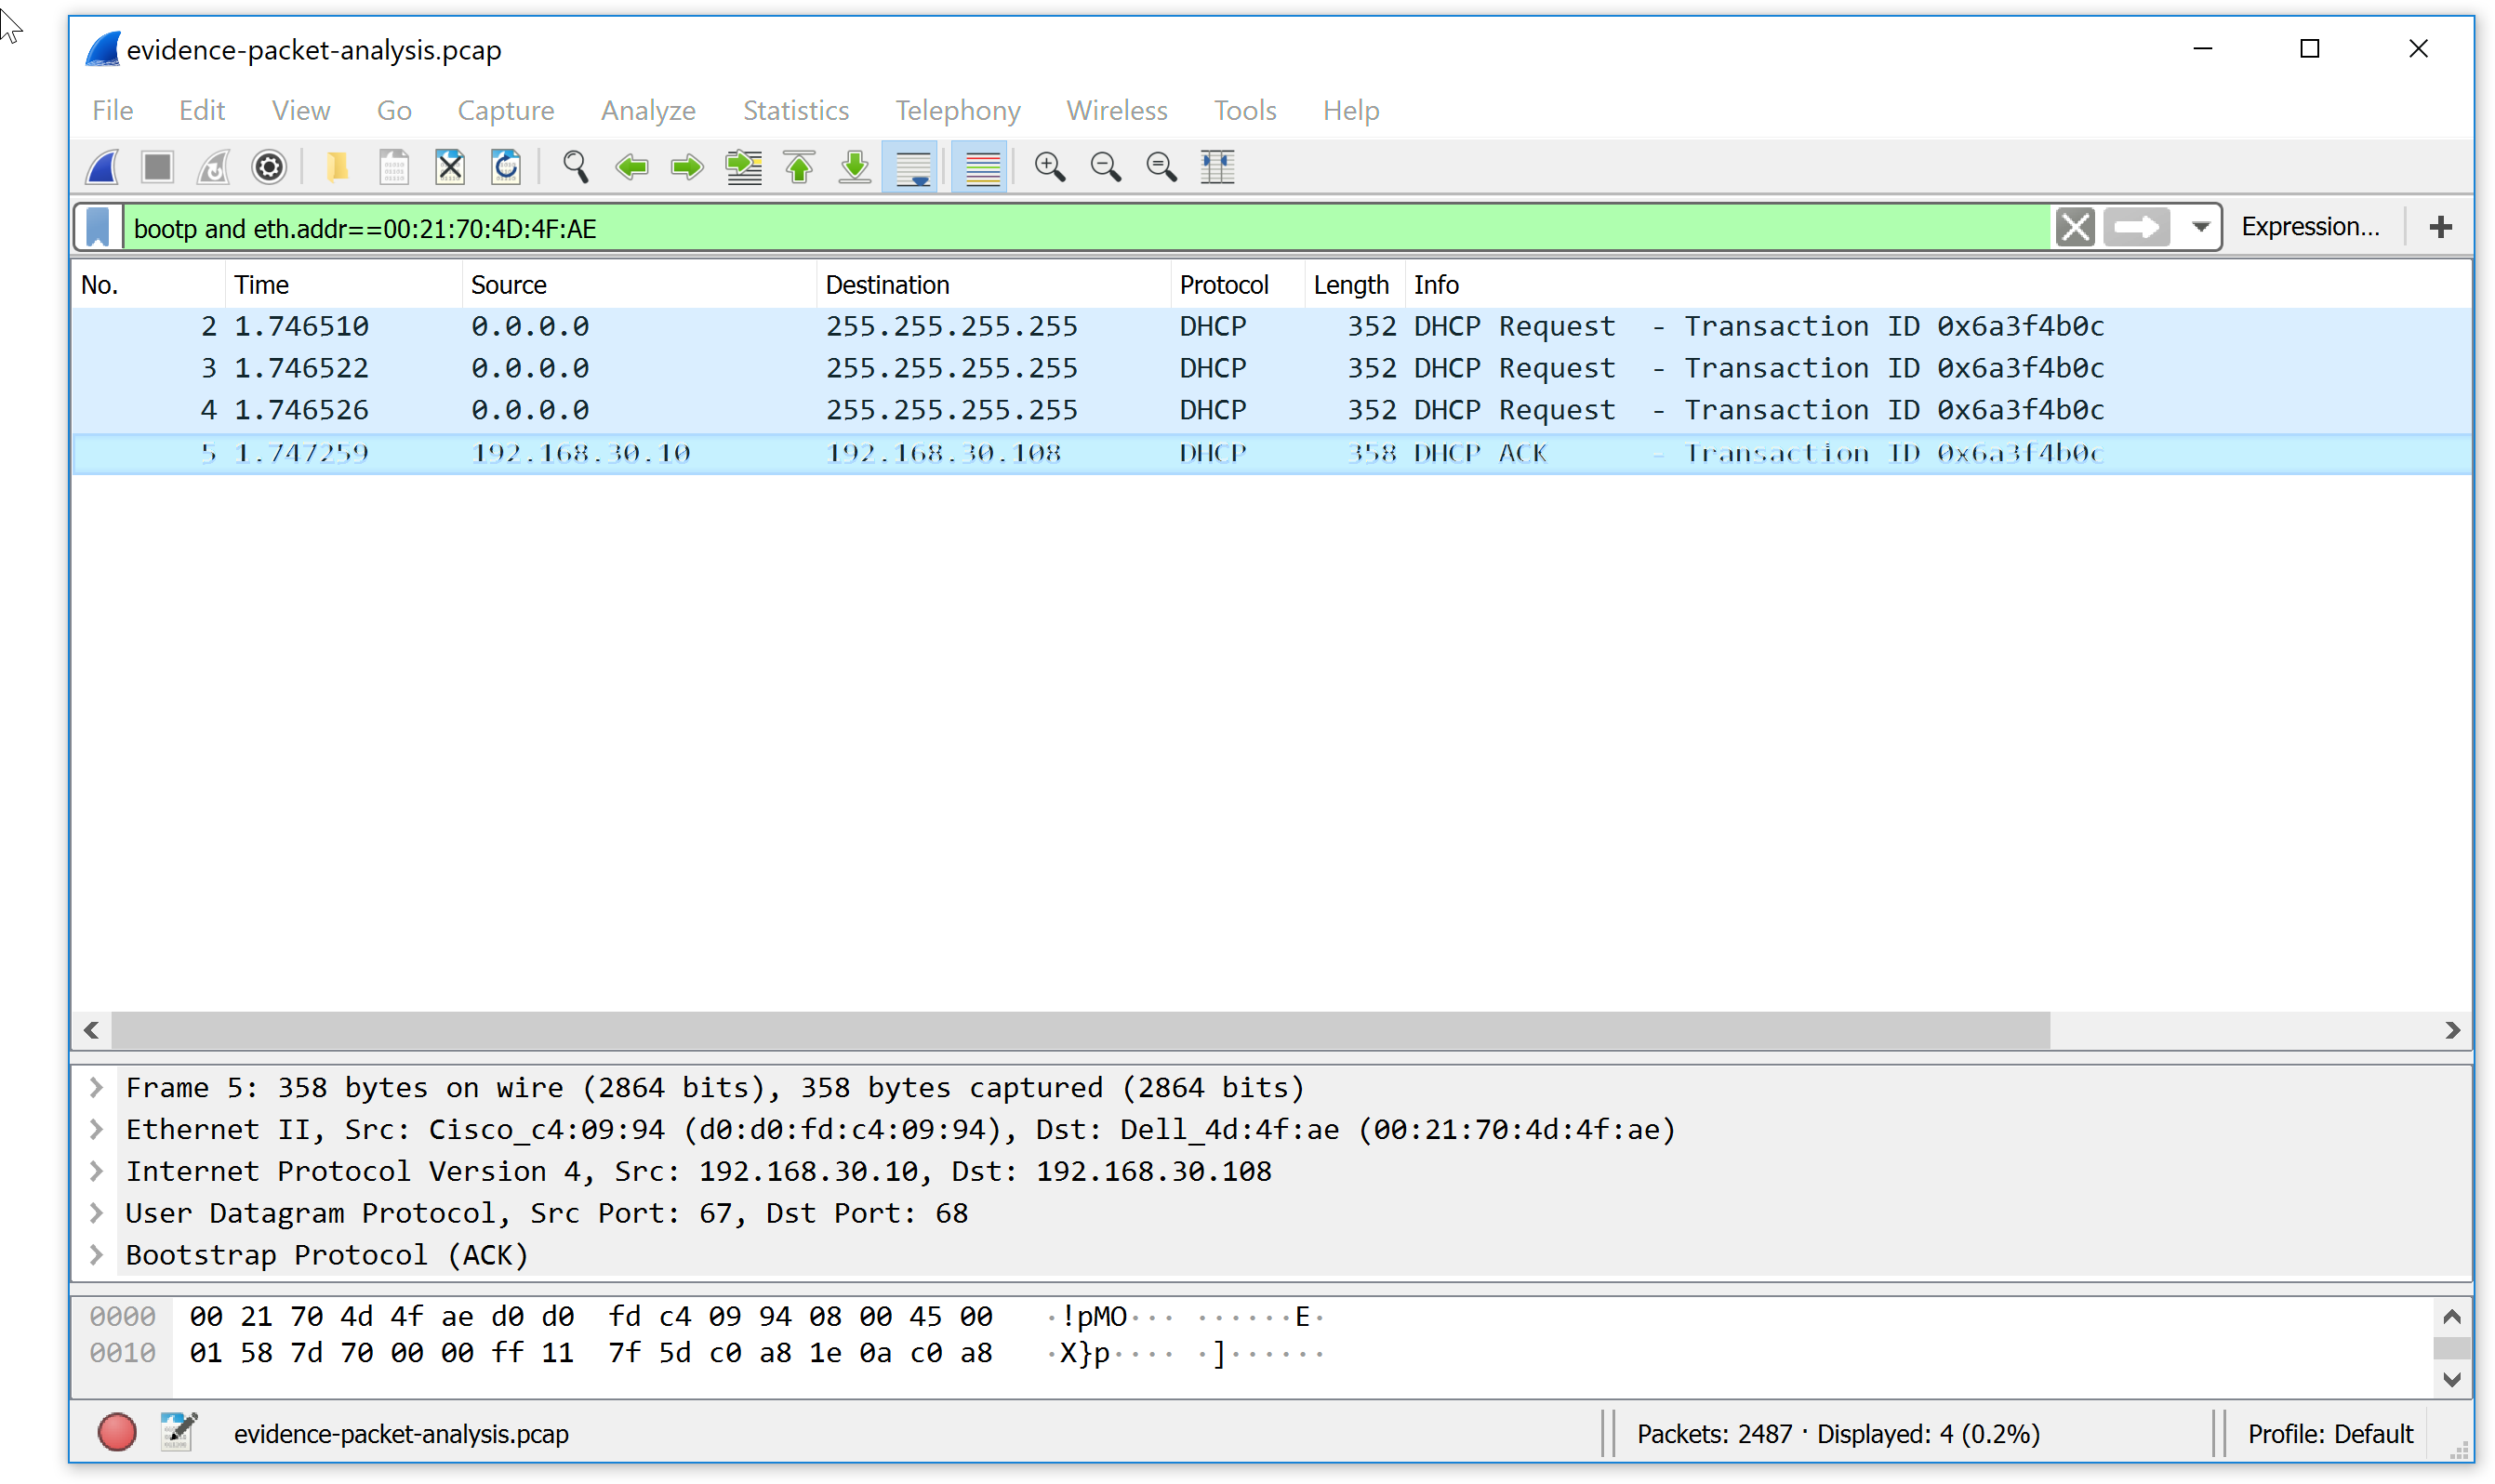 evidence-packet-analysis.pcap
File Edit View Go Capture Analyze Statistics Telephony Wireless Tools Help
bootp and eth.addr==00:21:70:4D:4F:AE Expression... +
No. Time Source Destination Protocol Length Info
2 1.746510 0.0.0.0 255.255.255.255 DHCP 352 DHCP Request - Transaction ID 0x6a3f4b0c
3 1.746522 0.0.0.0 255.255.255.255 DHCP 352 DHCP Request - Transaction ID 0x6a3f4b0c
4 1.746526 0.0.0.0 255.255.255.255 DHCP 352 DHCP Request - Transaction ID 0x6a3f4b0c
5 1.747259 192.168.30.10 192.168.30.108 DHCP 358 DHCP ACK - Transaction ID 0x6a3f4b0c
Frame 5: 358 bytes on wire (2864 bits), 358 bytes captured (2864 bits)
Ethernet II, Src: Cisco_c4:09:94 (d0:d0:fd:c4:09:94), Dst: Dell_4d:4f:ae (00:21:70:4d:4f:ae)
Internet Protocol Version 4, Src: 192.168.30.10, Dst: 192.168.30.108
User Datagram Protocol, Src Port: 67, Dst Port: 68
Bootstrap Protocol (ACK)
0000 00 21 70 4d 4f ae d0 d0 fd c4 09 94 08 00 45 00 ·!pMO··· ······E·
0010 01 58 7d 70 00 00 ff 11 7f 5d c0 a8 1e 0a c0 a8 ·X}p···· ·]······
evidence-packet-analysis.pcap Packets: 2487 · Displayed: 4 (0.2%) Profile: Default